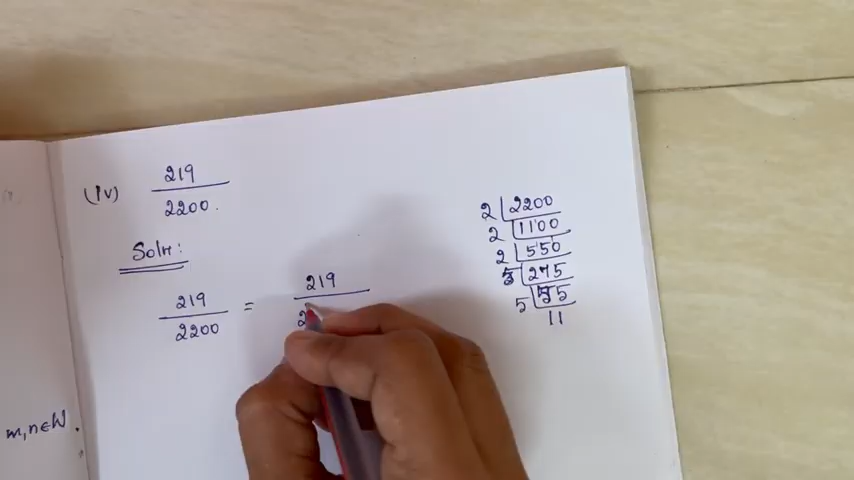 (iv) 219
2200.
Soln:
219 = 219
2200 2
m, n ∈ W.
2 | 2200
2 | 1100
2 | 550
5 | 275
5 | 55
11